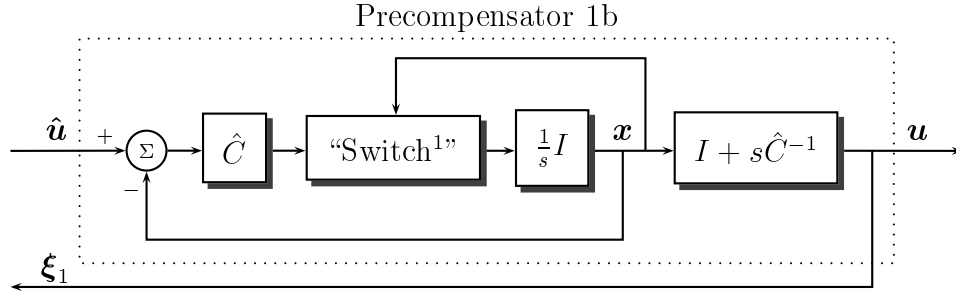 Precompensator 1b
û
+
Σ
−
Ĉ
“Switch¹”
1/s I
x
I + sĈ⁻¹
u
ξ₁